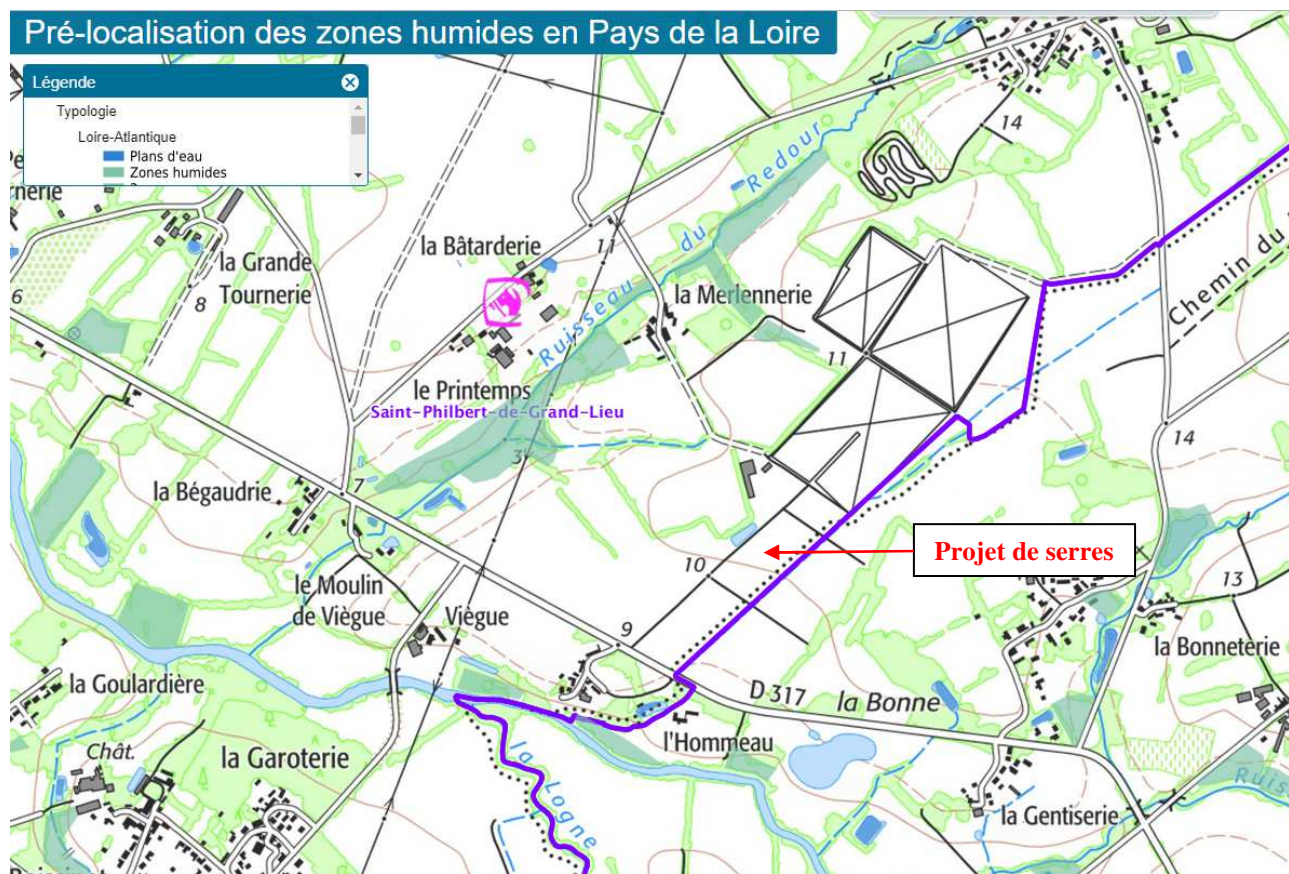 Pré-localisation des zones humides en Pays de la Loire
Légende
Typologie
Loire-Atlantique
Plans d'eau
Zones humides
nerie
6
8
la Grande
Tournerie
la Bâtarderie
11
Ruisseau du Redour
14
la Merlennerie
11
Chemin du
14
le Printemps
Saint-Philbert-de-Grand-Lieu
3
la Bégaudrie
7
le Moulin
de Viègue
Viègue
10
9
Projet de serres
13
la Bonneterie
la Goulardière
D 317
la Bonne
l'Hommeau
Chât.
la Garoterie
la Logne
la Gentiserie
Ruis